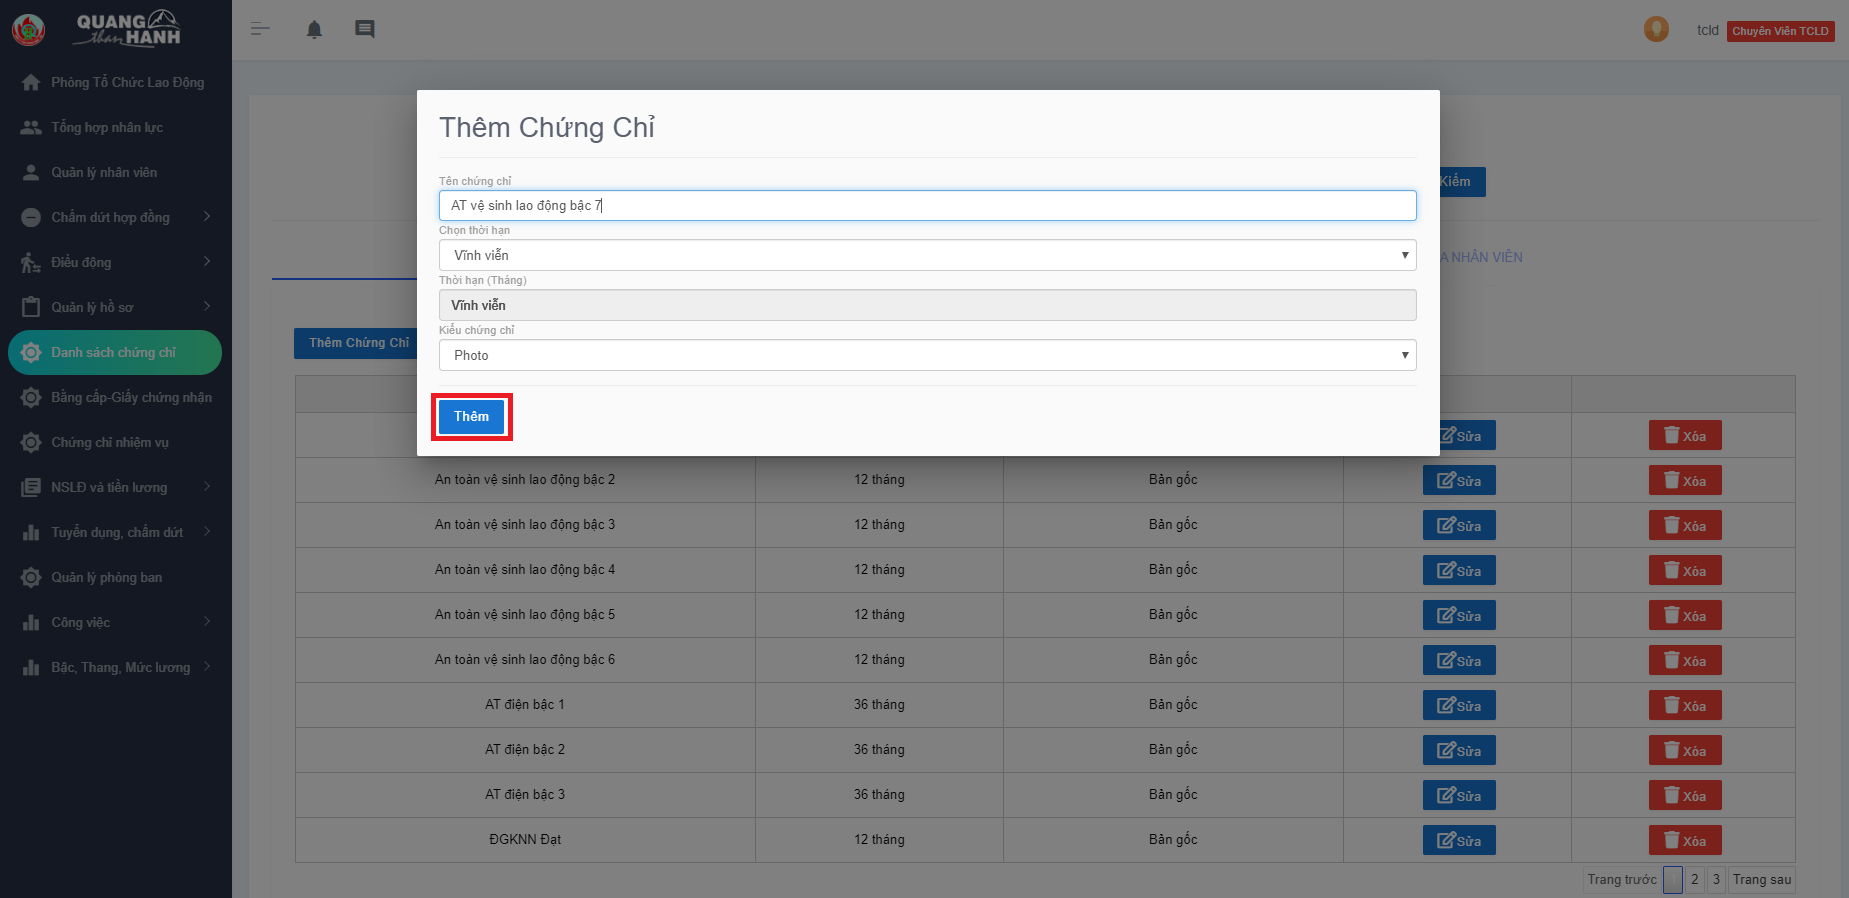 QUANG
than HANH
tcld
Chuyên Viên TCLD
Phòng Tổ Chức Lao Động
Tổng hợp nhân lực
Quản lý nhân viên
Chấm dứt hợp đồng
Điều động
Quản lý hồ sơ
Danh sách chứng chỉ
Bằng cấp-Giấy chứng nhận
Chứng chỉ nhiệm vụ
NSLĐ và tiền lương
Tuyển dụng, chấm dứt
Quản lý phòng ban
Công việc
Bậc, Thang, Mức lương
Thêm Chứng Chỉ
Tên chứng chỉ
AT vệ sinh lao động bậc 7
Chọn thời hạn
Vĩnh viễn
Thời hạn (Tháng)
Vĩnh viễn
Kiểu chứng chỉ
Photo
Thêm
Kiếm
A NHÂN VIÊN
Thêm Chứng Chỉ
Sửa Xóa
An toàn vệ sinh lao động bậc 2 12 tháng Bản gốc Sửa Xóa
An toàn vệ sinh lao động bậc 3 12 tháng Bản gốc Sửa Xóa
An toàn vệ sinh lao động bậc 4 12 tháng Bản gốc Sửa Xóa
An toàn vệ sinh lao động bậc 5 12 tháng Bản gốc Sửa Xóa
An toàn vệ sinh lao động bậc 6 12 tháng Bản gốc Sửa Xóa
AT điện bậc 1 36 tháng Bản gốc Sửa Xóa
AT điện bậc 2 36 tháng Bản gốc Sửa Xóa
AT điện bậc 3 36 tháng Bản gốc Sửa Xóa
ĐGKNN Đạt 12 tháng Bản gốc Sửa Xóa
Trang trước 1 2 3 Trang sau